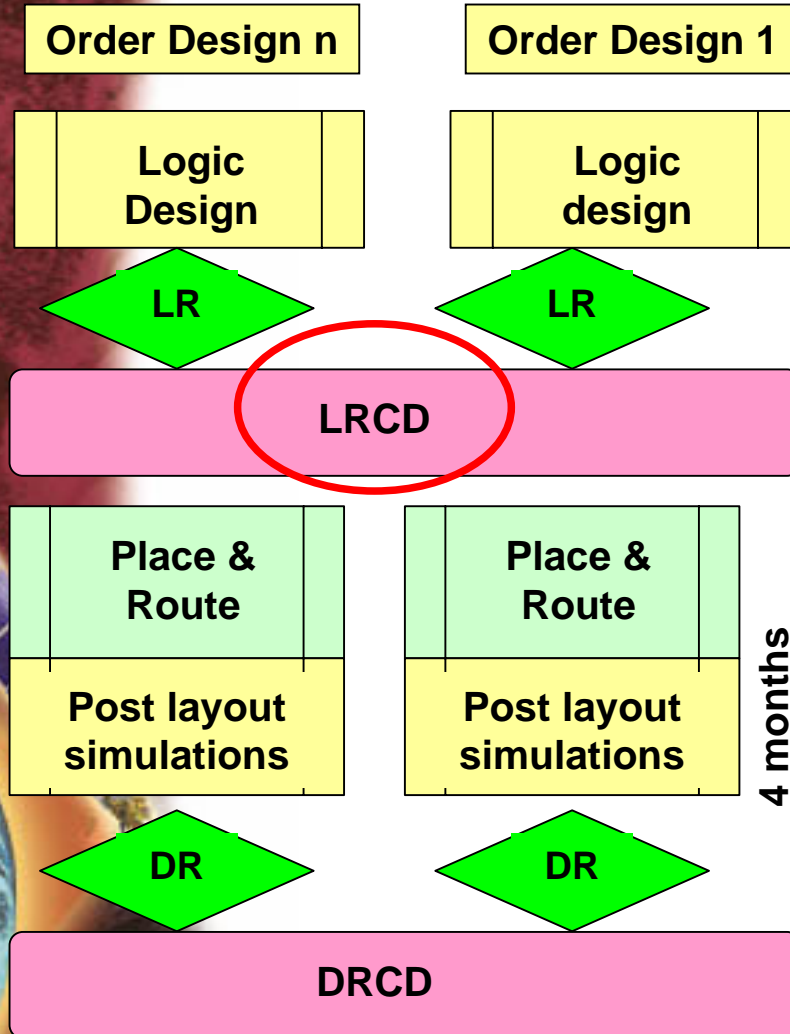 Order Design n
Order Design 1
Logic
Design
Logic
design
LR
LR
LRCD
Place &
Route
Place &
Route
Post layout
simulations
Post layout
simulations
4 months
DR
DR
DRCD